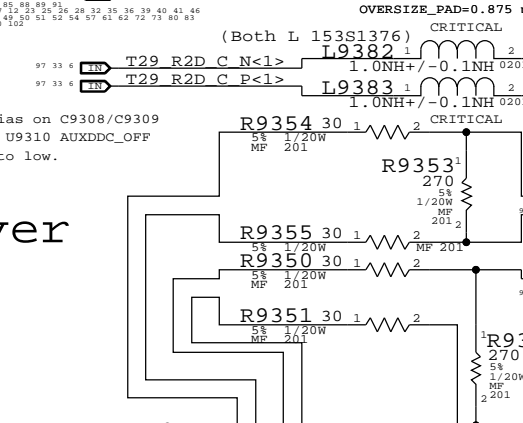 85 88 89 91
12 23 25 26 28 32 35 36 39 40 41 46
49 50 51 52 54 57 61 62 72 73 80 83
102
OVERSIZE_PAD=0.875
CRITICAL
(Both L 153S1376)
L9382 1 2
97 33 6 IN T29_R2D_C_N<1>
1.0NH+/-0.1NH
97 33 6 IN T29_R2D_C_P<1>
L9383 1 2
1.0NH+/-0.1NH
CRITICAL
ias on C9308/C9309
U9310 AUXDDC_OFF
to low.
R9354 30 1 2
5% 1/20W
MF 201
R9353 1
270
5%
1/20W
MF
201 2
ver
R9355 30 1 2
5% 1/20W
MF 201
MF 201
R9350 30 1 2
5% 1/20W
MF 201
R9351 30 1 2
5% 1/20W
MF 201
1 R93
270
5%
1/20W
MF
2 201